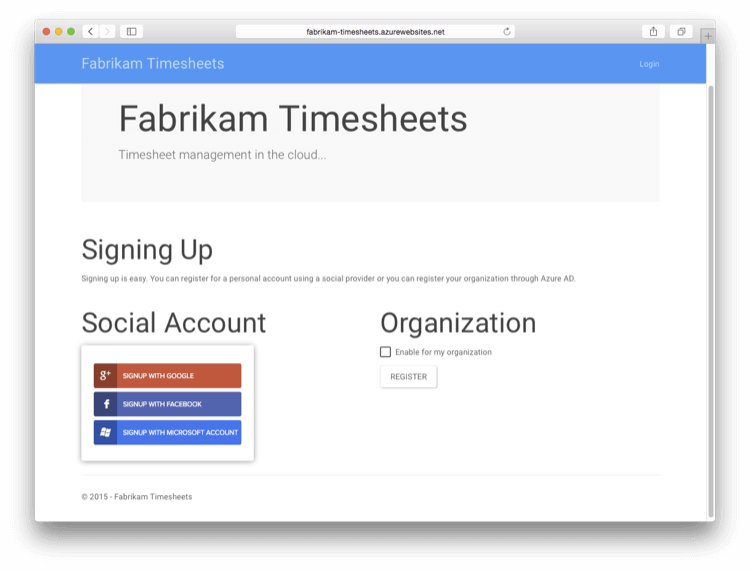 fabrikam-timesheets.azurewebsites.net
Fabrikam Timesheets
Login
Fabrikam Timesheets
Timesheet management in the cloud...
Signing Up
Signing up is easy. You can register for a personal account using a social provider or you can register your organization through Azure AD.
Social Account
g+ SIGNUP WITH GOOGLE
f SIGNUP WITH FACEBOOK
SIGNUP WITH MICROSOFT ACCOUNT
Organization
Enable for my organization
REGISTER
© 2015 - Fabrikam Timesheets